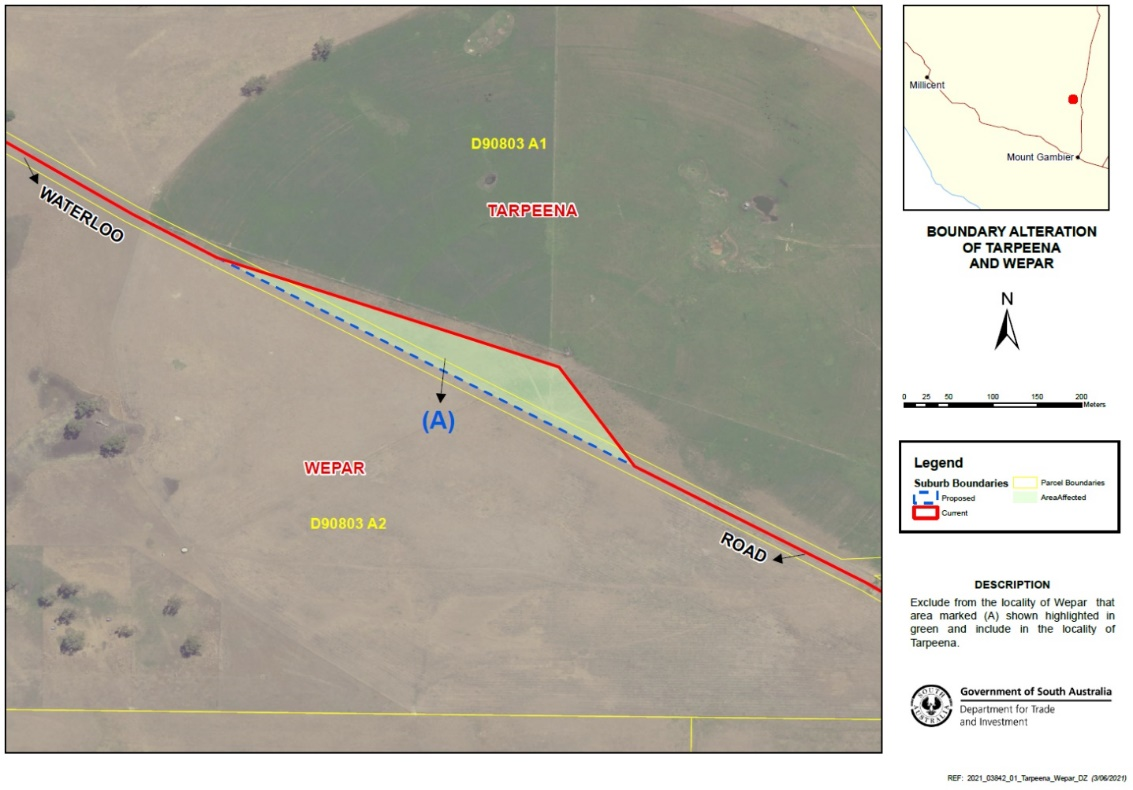 D90803 A1
TARPEENA
WATERLOO
(A)
WEPAR
D90803 A2
ROAD
Millicent
Mount Gambier
BOUNDARY ALTERATION
OF TARPEENA
AND WEPAR
N
0 25 50 100 150 200
Meters
Legend
Suburb Boundaries
Proposed
Current
Parcel Boundaries
AreaAffected
DESCRIPTION
Exclude from the locality of Wepar that
area marked (A) shown highlighted in
green and include in the locality of
Tarpeena.
SOUTH
AUSTRALIA
Government of South Australia
Department for Trade
and Investment
REF: 2021_03842_01_Tarpeena_Wepar_DZ (3/06/2021)